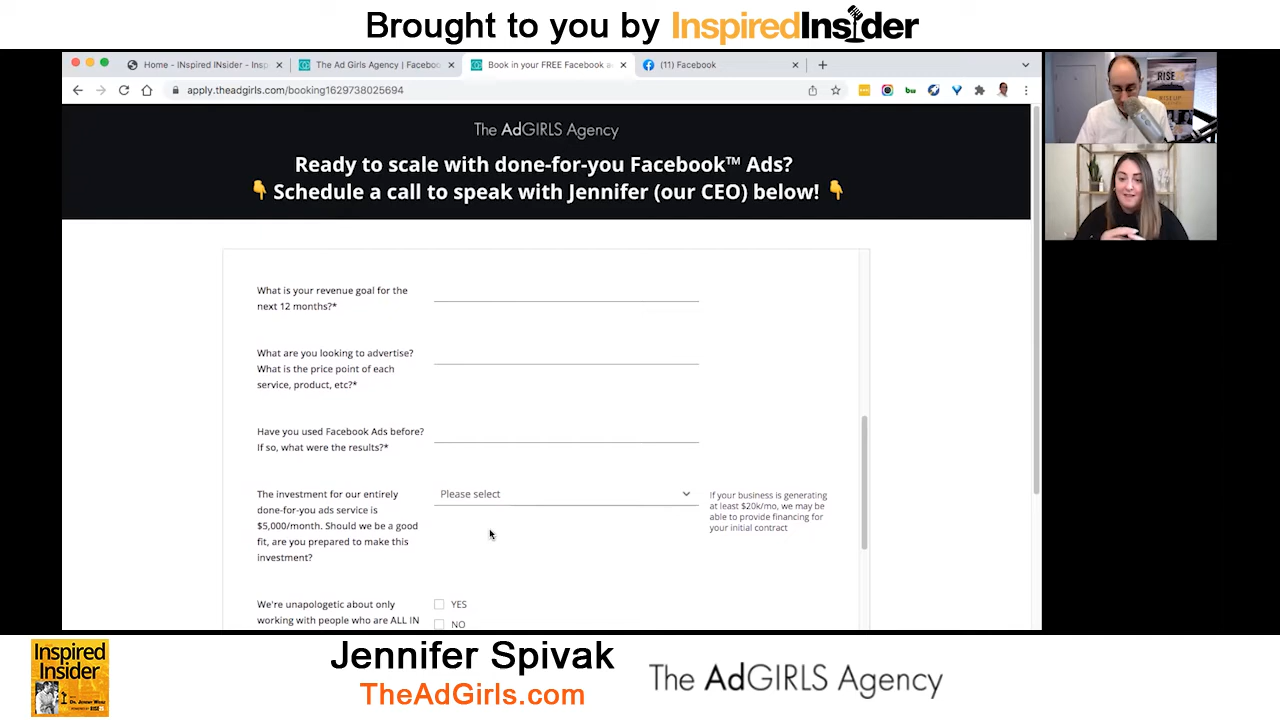 Brought to you by InspiredInsider
Home - INspired INsider - Insp
The Ad Girls Agency | Faceboo
Book in your FREE Facebook a
(11) Facebook
apply.theadgirls.com/booking1629738025694
The AdGIRLS Agency
Ready to scale with done-for-you Facebook™ Ads?
👇 Schedule a call to speak with Jennifer (our CEO) below! 👇
RISE
RISE UP
What is your revenue goal for the
next 12 months?*
What are you looking to advertise?
What is the price point of each
service, product, etc?*
Have you used Facebook Ads before?
If so, what were the results?*
The investment for our entirely
done-for-you ads service is
$5,000/month. Should we be a good
fit, are you prepared to make this
investment?
Please select
If your business is generating
at least $20k/mo, we may be
able to provide financing for
your initial contract
We're unapologetic about only
working with people who are ALL IN
YES
NO
Inspired
Insider
Jennifer Spivak
TheAdGirls.com
The AdGIRLS Agency